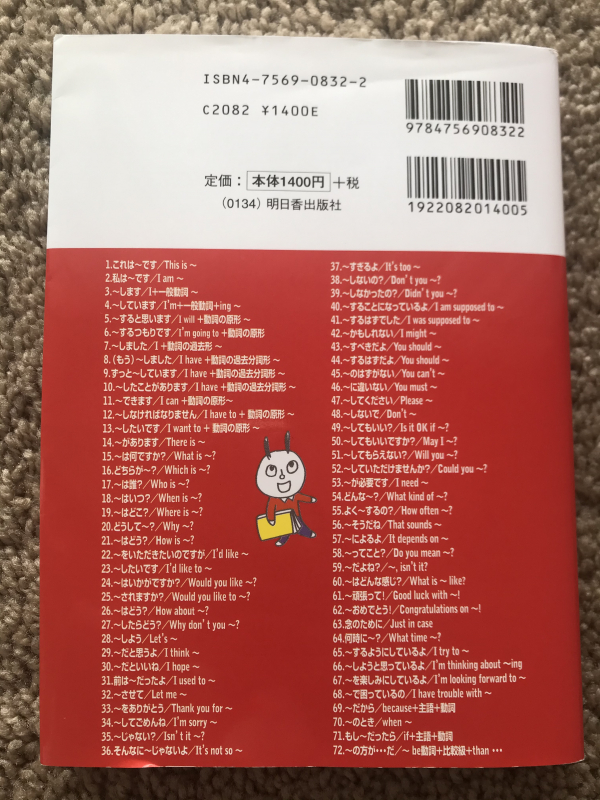 ISBN4-7569-0832-2
C2082 ¥1400E
9784756908322
定価： 本体1400円 +税
(0134) 明日香出版社
1922082014005
1.これは〜です／This is 〜
2.私は〜です／I am 〜
3.〜します／I+一般動詞 〜
4.〜しています／I'm+一般動詞+ing 〜
5.〜すると思います／I will +動詞の原形 〜
6.〜するつもりです／I'm going to +動詞の原形
7.〜しました／I +動詞の過去形 〜
8.（もう）〜しました／I have +動詞の過去分詞形 〜
9.ずっと〜しています／I have +動詞の過去分詞形 〜
10.〜したことがあります／I have +動詞の過去分詞形 〜
11.〜できます／I can +動詞の原形〜
12.〜しなければなりません／I have to + 動詞の原形 〜
13.〜したいです／I want to + 動詞の原形 〜
14.〜があります／There is 〜
15.〜は何ですか?／What is 〜?
16.どちらが〜?／Which is 〜?
17.〜は誰?／Who is 〜?
18.〜はいつ?／When is 〜?
19.〜はどこ?／Where is 〜?
20.どうして〜?／Why 〜?
21.〜はどう?／How is 〜?
22.〜をいただきたいのですが／I'd like 〜
23.〜したいです／I'd like to 〜
24.〜はいかがですか?／Would you like 〜?
25.〜されますか?／Would you like to 〜?
26.〜はどう?／How about 〜?
27.〜したらどう?／Why don't you 〜?
28.〜しよう／Let's 〜
29.〜だと思うよ／I think 〜
30.〜だといいね／I hope 〜
31.前は〜だったよ／I used to 〜
32.〜させて／Let me 〜
33.〜をありがとう／Thank you for 〜
34.〜してごめんね／I'm sorry 〜
35.〜じゃない?／Isn't it 〜?
36.そんなに〜じゃないよ／It's not so 〜
37.〜すぎるよ／It's too 〜
38.〜しないの?／Don't you 〜?
39.〜しなかったの?／Didn't you 〜?
40.〜することになっているよ／I am supposed to 〜
41.〜するはずでした／I was supposed to 〜
42.〜かもしれない／I might 〜
43.〜すべきだよ／You should 〜
44.〜するはずだよ／You should 〜
45.〜のはずがない／You can't 〜
46.〜に違いない／You must 〜
47.〜してください／Please 〜
48.〜しないで／Don't 〜
49.〜してもいい?／Is it OK if 〜?
50.〜してもいいですか?／May I 〜?
51.〜してもらえない?／Will you 〜?
52.〜していただけませんか?／Could you 〜?
53.〜が必要です／I need 〜
54.どんな〜?／What kind of 〜?
55.よく〜するの?／How often 〜?
56.〜そうだね／That sounds 〜
57.〜によるよ／It depends on 〜
58.〜ってこと?／Do you mean 〜?
59.〜だよね?／〜, isn't it?
60.〜はどんな感じ?／What is 〜 like?
61.〜頑張って!／Good luck with 〜!
62.〜おめでとう!／Congratulations on 〜!
63.念のために／Just in case
64.何時に〜?／What time 〜?
65.〜するようにしているよ／I try to 〜
66.〜しようと思っているよ／I'm thinking about 〜ing
67.〜を楽しみにしているよ／I'm looking forward to 〜
68.〜で困っているの／I have trouble with 〜
69.〜だから／because+主語+動詞
70.〜のとき／when 〜
71.もし〜だったら／if+主語+動詞
72.〜の方が…だ／〜 be動詞+比較級+than …